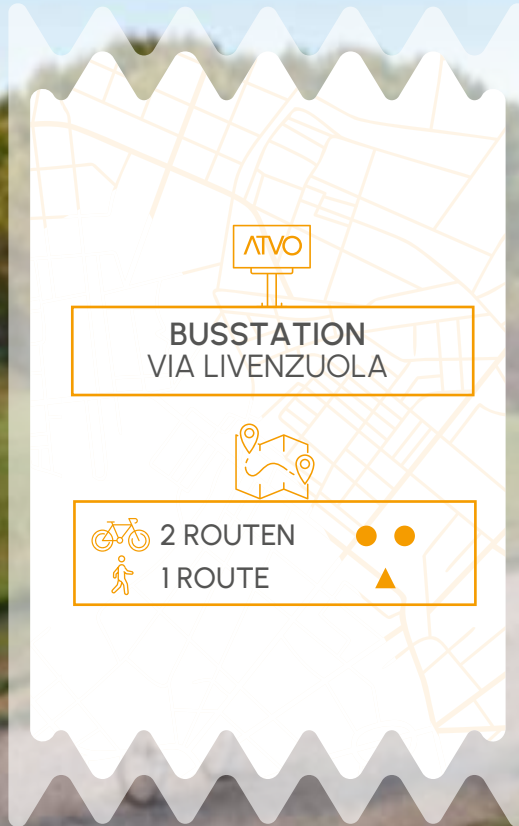 ATVO
BUSSTATION
VIA LIVENZUOLA
2 ROUTEN
1 ROUTE